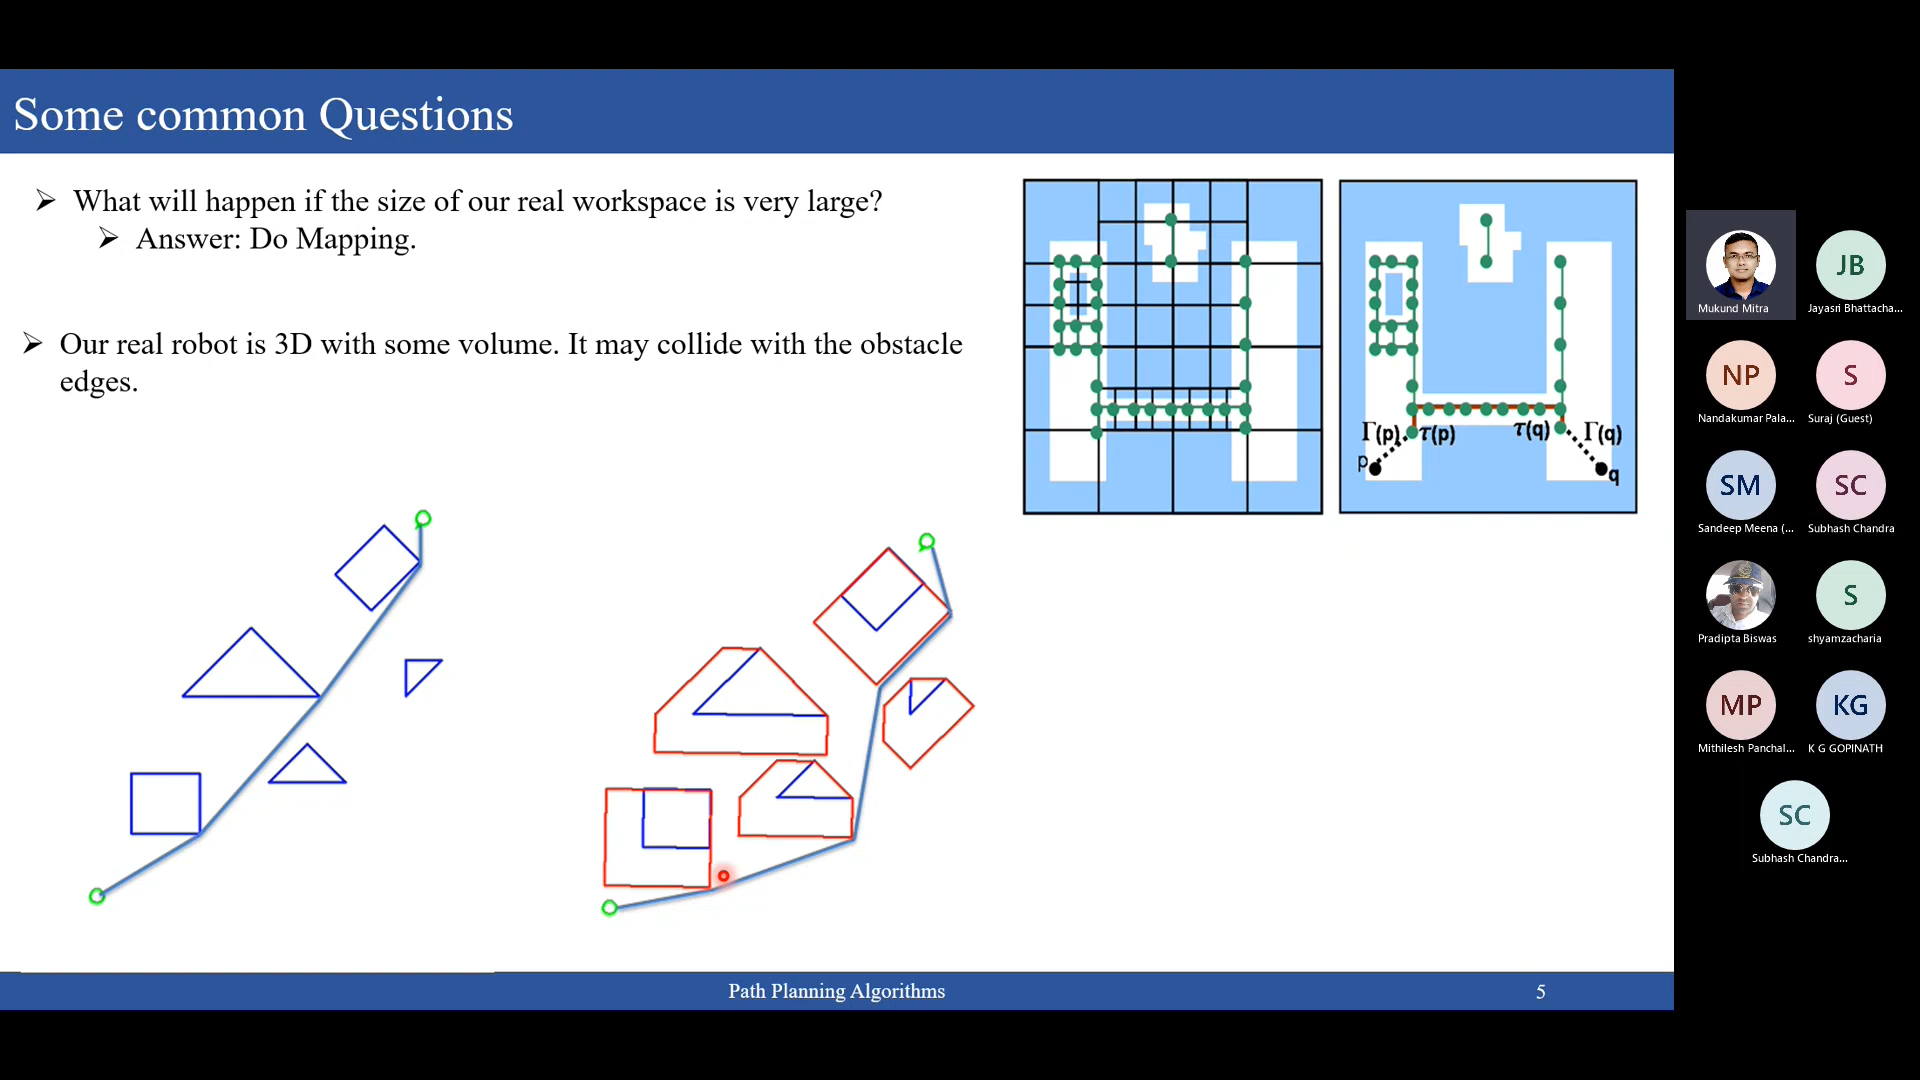 Some common Questions
➢ What will happen if the size of our real workspace is very large?
➢ Answer: Do Mapping.
➢ Our real robot is 3D with some volume. It may collide with the obstacle
edges.
Γ(p) τ(p) τ(q) Γ(q)
p q
Path Planning Algorithms 5
Mukund Mitra
JB
Jayasri Bhattacha...
NP
Nandakumar Pala...
S
Suraj (Guest)
SM
Sandeep Meena (...
SC
Subhash Chandra
Pradipta Biswas
S
shyamzacharia
MP
Mithilesh Panchal...
KG
K G GOPINATH
SC
Subhash Chandra...